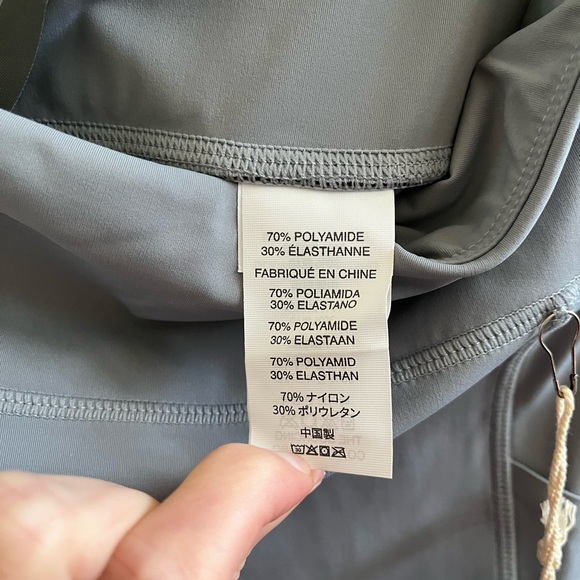 70% POLYAMIDE
30% ÉLASTHANNE
FABRIQUÉ EN CHINE
70% POLIAMIDA
30% ELASTANO
70% POLYAMIDE
30% ELASTAAN
70% POLYAMID
30% ELASTHAN
70% ナイロン
30% ポリウレタン
中国製